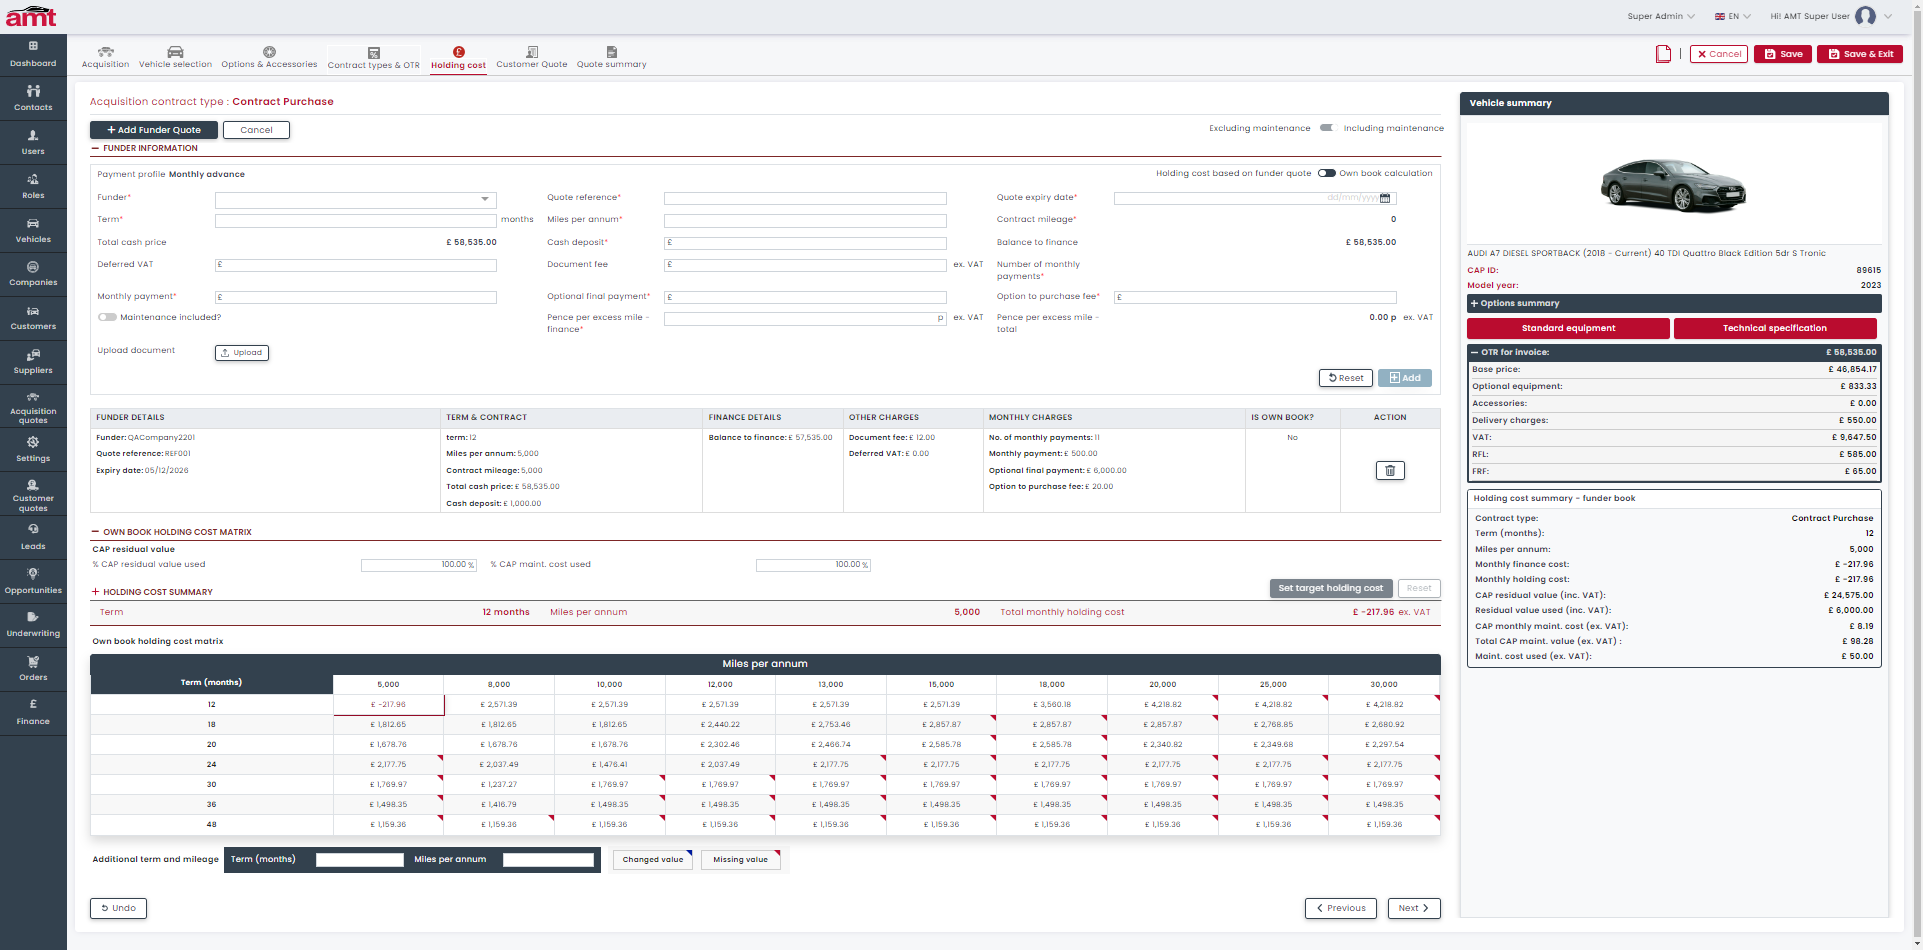 amt
Super Admin
EN
Hi! AMT Super User
Dashboard
Contacts
Users
Roles
Vehicles
Companies
Customers
Suppliers
Acquisition
quotes
Settings
Customer
quotes
Leads
Opportunities
Underwriting
Orders
Finance
Acquisition
Vehicle selection
Options & Accessories
Contract types & OTR
Holding cost
Customer Quote
Quote summary
Cancel
Save
Save & Exit
Acquisition contract type : Contract Purchase
+ Add Funder Quote
Cancel
Excluding maintenance
Including maintenance
FUNDER INFORMATION
Payment profile Monthly advance
Holding cost based on funder quote
Own book calculation
Funder*
Quote reference*
Quote expiry date*
dd/mm/yyyy
Term*
months
Miles per annum*
Contract mileage*
0
Total cash price
£ 58,535.00
Cash deposit*
£
Balance to finance
£ 58,535.00
Deferred VAT
£
Document fee
£
ex. VAT
Number of monthly
payments*
Monthly payment*
£
Optional final payment*
£
Option to purchase fee*
£
Maintenance included?
Pence per excess mile -
finance*
p
ex. VAT
Pence per excess mile -
total
0.00 p
ex. VAT
Upload document
Upload
Reset
Add
FUNDER DETAILS
TERM & CONTRACT
FINANCE DETAILS
OTHER CHARGES
MONTHLY CHARGES
IS OWN BOOK?
ACTION
Funder: QACompany2201
Quote reference: REF001
Expiry date: 05/12/2026
term: 12
Miles per annum: 5,000
Contract mileage: 5,000
Total cash price: £ 58,535.00
Cash deposit: £ 1,000.00
Balance to finance: £ 57,535.00
Document fee: £ 12.00
Deferred VAT: £ 0.00
No. of monthly payments: 11
Monthly payment: £ 500.00
Optional final payment: £ 6,000.00
Option to purchase fee: £ 20.00
No
OWN BOOK HOLDING COST MATRIX
CAP residual value
% CAP residual value used
100.00 %
% CAP maint. cost used
100.00 %
+ HOLDING COST SUMMARY
Set target holding cost
Reset
Term
12 months
Miles per annum
5,000
Total monthly holding cost
£ -217.96 ex. VAT
Own book holding cost matrix
Miles per annum
Term (months) 5,000 8,000 10,000 12,000 13,000 15,000 18,000 20,000 25,000 30,000
12 £ -217.96 £ 2,571.39 £ 2,571.39 £ 2,571.39 £ 2,571.39 £ 2,571.39 £ 3,560.18 £ 4,218.82 £ 4,218.82 £ 4,218.82
18 £ 1,812.65 £ 1,812.65 £ 1,812.65 £ 2,440.22 £ 2,753.46 £ 2,857.87 £ 2,857.87 £ 2,857.87 £ 2,768.85 £ 2,680.92
20 £ 1,678.76 £ 1,678.76 £ 1,678.76 £ 2,302.46 £ 2,466.74 £ 2,585.78 £ 2,585.78 £ 2,340.82 £ 2,349.68 £ 2,297.54
24 £ 2,177.75 £ 2,037.49 £ 1,476.41 £ 2,037.49 £ 2,177.75 £ 2,177.75 £ 2,177.75 £ 2,177.75 £ 2,177.75 £ 2,177.75
30 £ 1,769.97 £ 1,237.27 £ 1,769.97 £ 1,769.97 £ 1,769.97 £ 1,769.97 £ 1,769.97 £ 1,769.97 £ 1,769.97 £ 1,769.97
36 £ 1,498.35 £ 1,416.79 £ 1,498.35 £ 1,498.35 £ 1,498.35 £ 1,498.35 £ 1,498.35 £ 1,498.35 £ 1,498.35 £ 1,498.35
48 £ 1,159.36 £ 1,159.36 £ 1,159.36 £ 1,159.36 £ 1,159.36 £ 1,159.36 £ 1,159.36 £ 1,159.36 £ 1,159.36 £ 1,159.36
Additional term and mileage
Term (months)
Miles per annum
Changed value
Missing value
Undo
Previous
Next
Vehicle summary
AUDI A7 DIESEL SPORTBACK (2018 - Current) 40 TDI Quattro Black Edition 5dr S Tronic
CAP ID: 89615
Model year: 2023
+ Options summary
Standard equipment
Technical specification
OTR for invoice: £ 58,535.00
Base price: £ 46,854.17
Optional equipment: £ 833.33
Accessories: £ 0.00
Delivery charges: £ 550.00
VAT: £ 9,647.50
RFL: £ 585.00
FRF: £ 65.00
Holding cost summary - funder book
Contract type: Contract Purchase
Term (months): 12
Miles per annum: 5,000
Monthly finance cost: £ -217.96
Monthly holding cost: £ -217.96
CAP residual value (inc. VAT): £ 24,575.00
Residual value used (inc. VAT): £ 6,000.00
CAP monthly maint. cost (ex. VAT): £ 8.19
Total CAP maint. value (ex. VAT) : £ 98.28
Maint. cost used (ex. VAT): £ 50.00